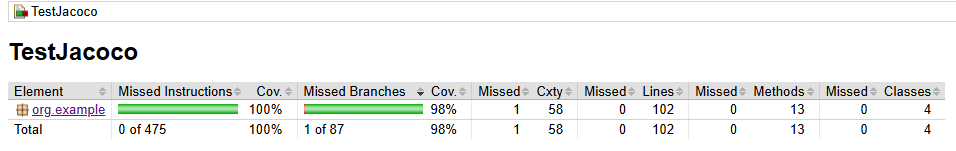 TestJacoco
TestJacoco
Element Missed Instructions Cov. Missed Branches Cov. Missed Cxty Missed Lines Missed Methods Missed Classes
org.example 100% 98% 1 58 0 102 0 13 0 4
Total 0 of 475 100% 1 of 87 98% 1 58 0 102 0 13 0 4